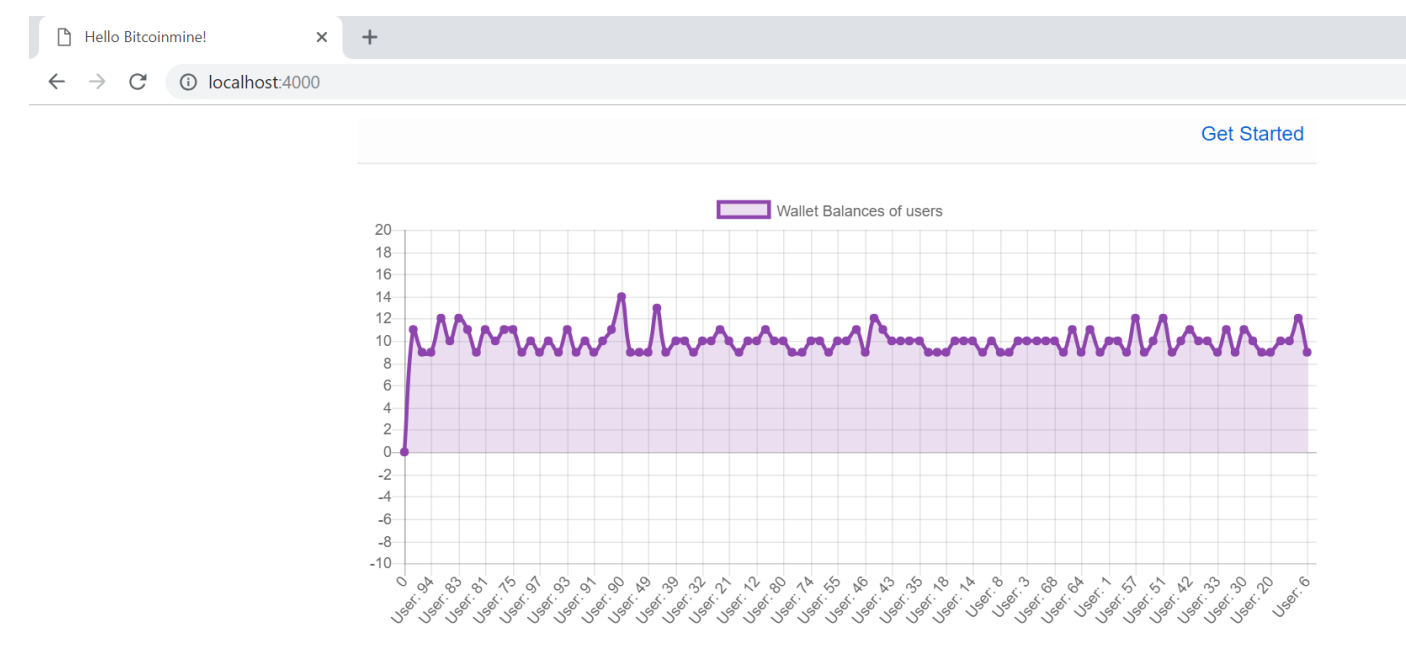 Hello Bitcoinmine!
localhost:4000
Get Started
Wallet Balances of users
20
18
16
14
12
10
8
6
4
2
0
-2
-4
-6
-8
-10
0
User: 94
User: 83
User: 81
User: 75
User: 97
User: 93
User: 91
User: 90
User: 49
User: 39
User: 32
User: 21
User: 12
User: 80
User: 74
User: 55
User: 46
User: 43
User: 35
User: 18
User: 14
User: 8
User: 3
User: 68
User: 64
User: 1
User: 57
User: 51
User: 42
User: 33
User: 30
User: 20
User: 6